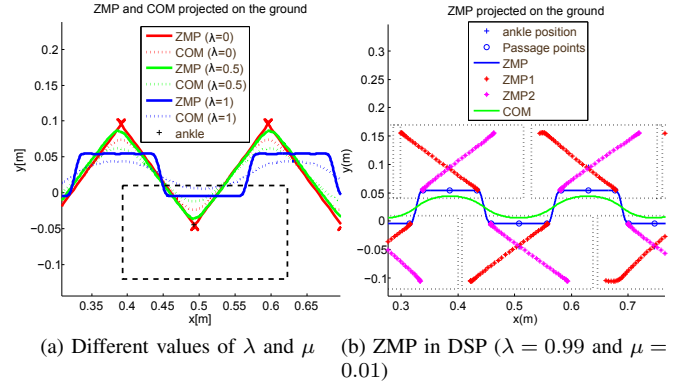 ZMP and COM projected on the ground
ZMP (λ=0)
COM (λ=0)
ZMP (λ=0.5)
COM (λ=0.5)
ZMP (λ=1)
COM (λ=1)
ankle
y[m]
0.3
0.25
0.2
0.15
0.1
0.05
0
-0.05
-0.1
0.35 0.4 0.45 0.5 0.55 0.6 0.65
x[m]
(a) Different values of λ and μ
ZMP projected on the ground
ankle position
Passage points
ZMP
ZMP1
ZMP2
COM
y(m)
0.3
0.25
0.2
0.15
0.1
0.05
0
-0.05
-0.1
0.3 0.4 0.5 0.6 0.7
x(m)
(b) ZMP in DSP (λ = 0.99 and μ =
0.01)